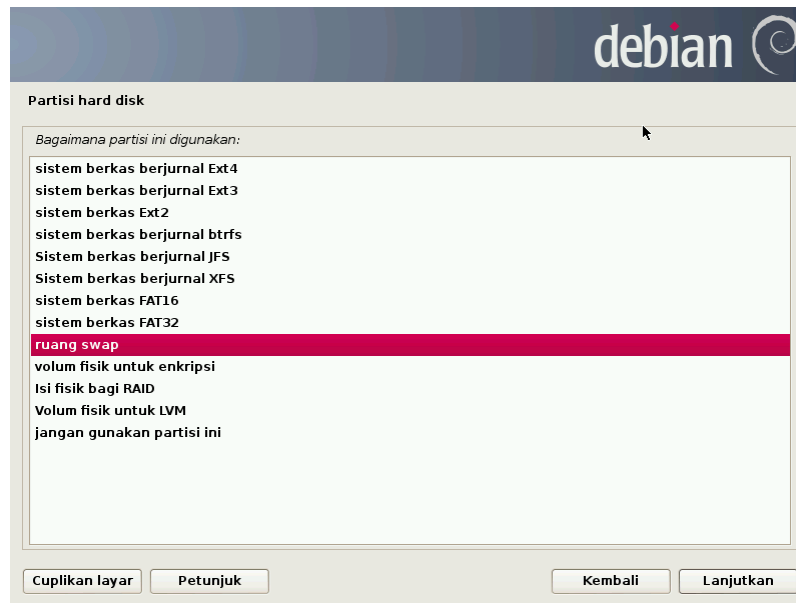 debian
Partisi hard disk
Bagaimana partisi ini digunakan:
sistem berkas berjurnal Ext4
sistem berkas berjurnal Ext3
sistem berkas Ext2
sistem berkas berjurnal btrfs
Sistem berkas berjurnal JFS
Sistem berkas berjurnal XFS
sistem berkas FAT16
sistem berkas FAT32
ruang swap
volum fisik untuk enkripsi
Isi fisik bagi RAID
Volum fisik untuk LVM
jangan gunakan partisi ini
Cuplikan layar Petunjuk Kembali Lanjutkan